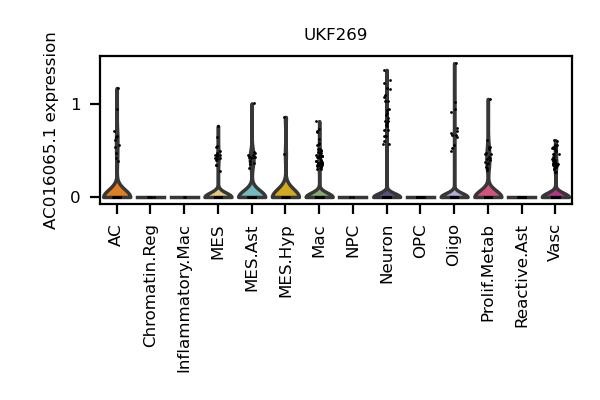 UKF269
AC016065.1 expression
1
0
AC
Chromatin.Reg
Inflammatory.Mac
MES
MES.Ast
MES.Hyp
Mac
NPC
Neuron
OPC
Oligo
Prolif.Metab
Reactive.Ast
Vasc